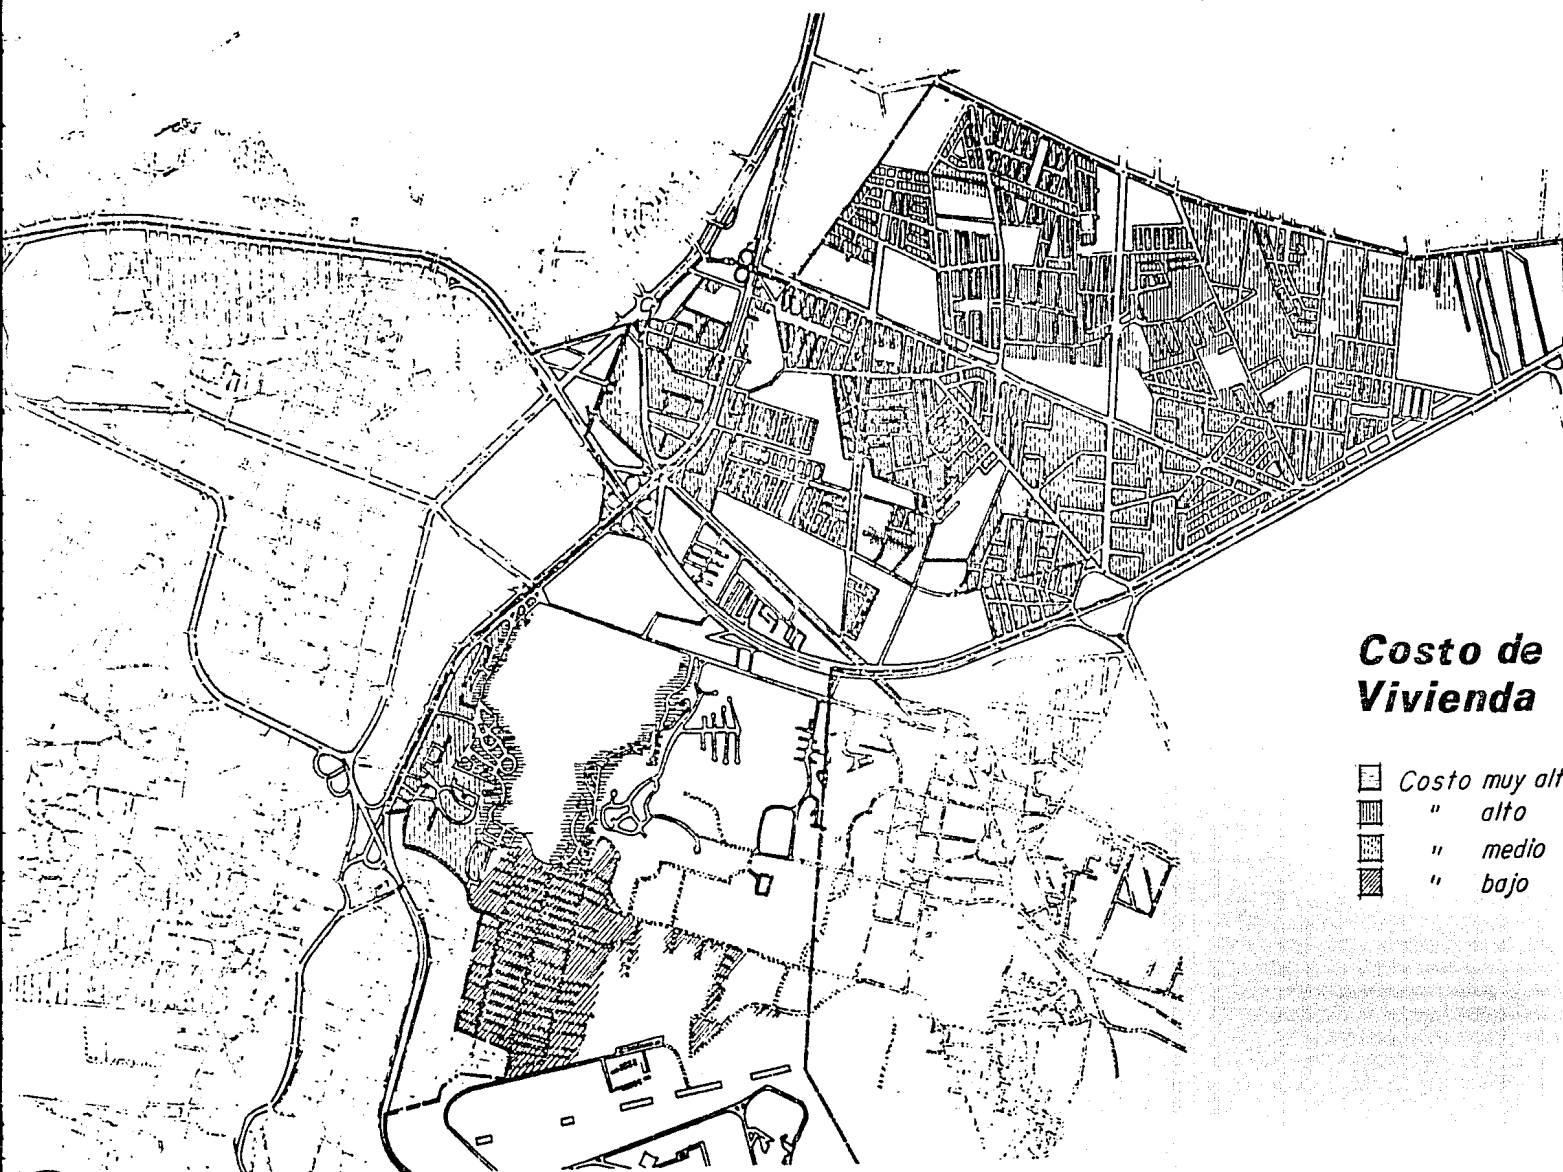 Costo de
Vivienda
Costo muy alt
" alto
" medio
" bajo